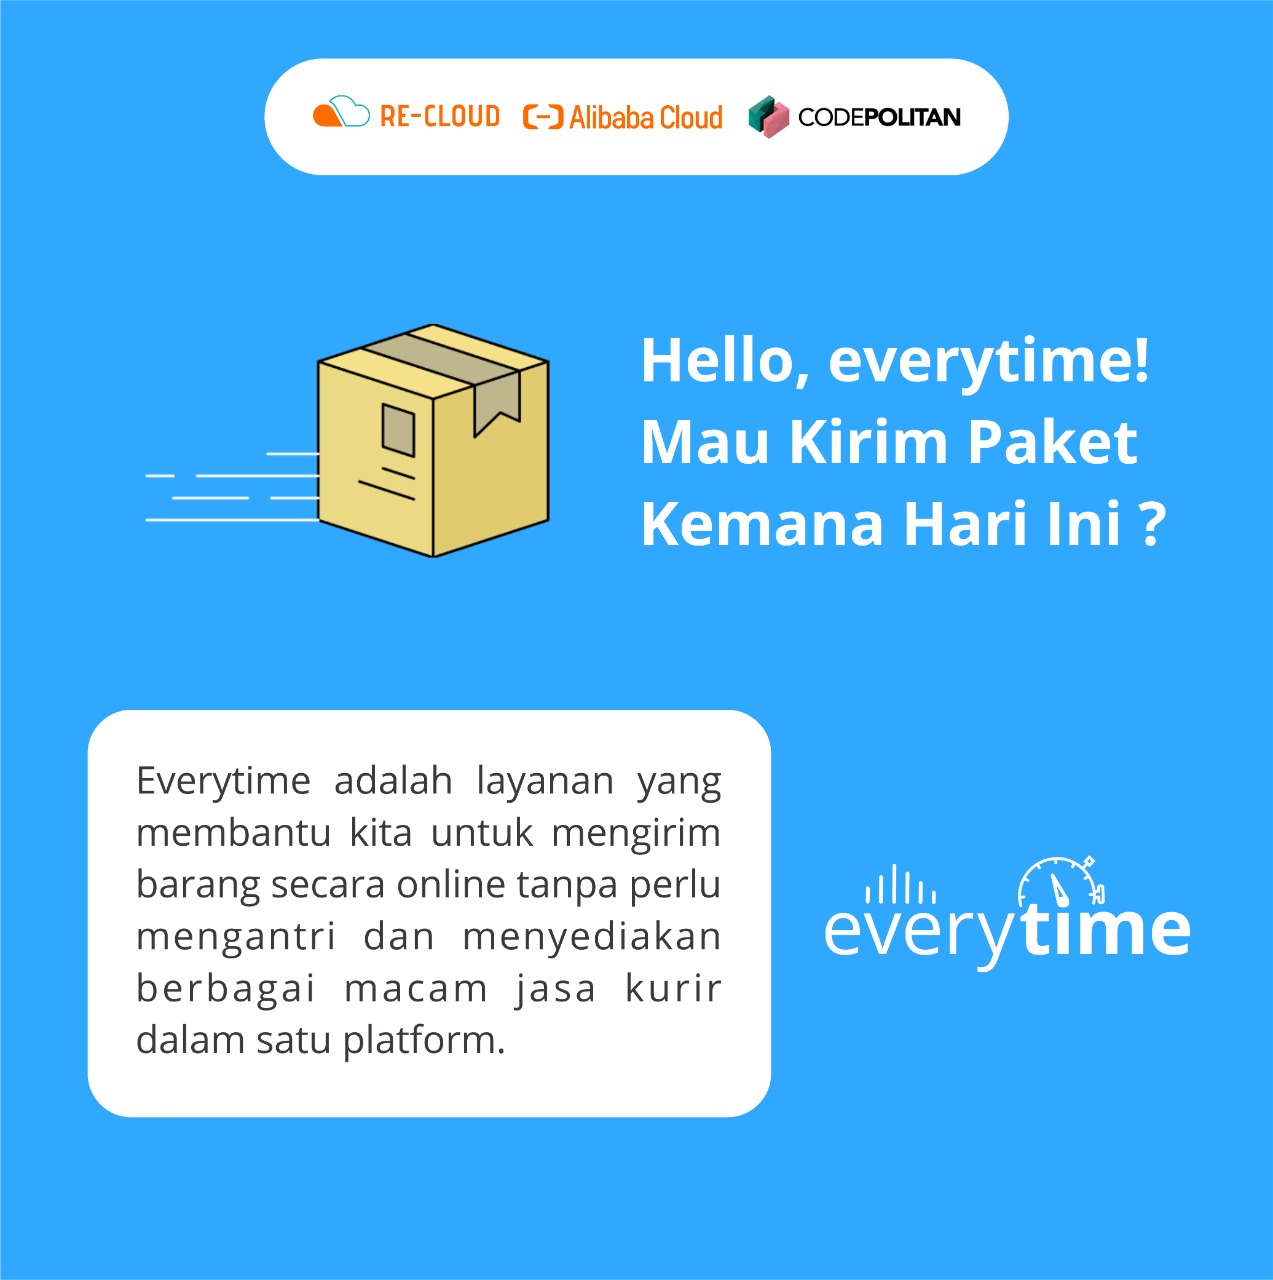 RE-CLOUD Alibaba Cloud CODEPOLITAN
Hello, everytime!
Mau Kirim Paket
Kemana Hari Ini ?
Everytime adalah layanan yang
membantu kita untuk mengirim
barang secara online tanpa perlu
mengantri dan menyediakan
berbagai macam jasa kurir
dalam satu platform.
everytime